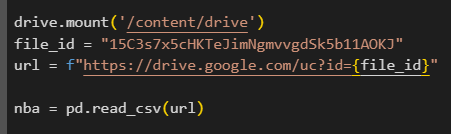 drive.mount('/content/drive')
file_id = "15C3s7x5cHKTeJimNgmvvgdSk5b11AOKJ"
url = f"https://drive.google.com/uc?id={file_id}"
nba = pd.read_csv(url)